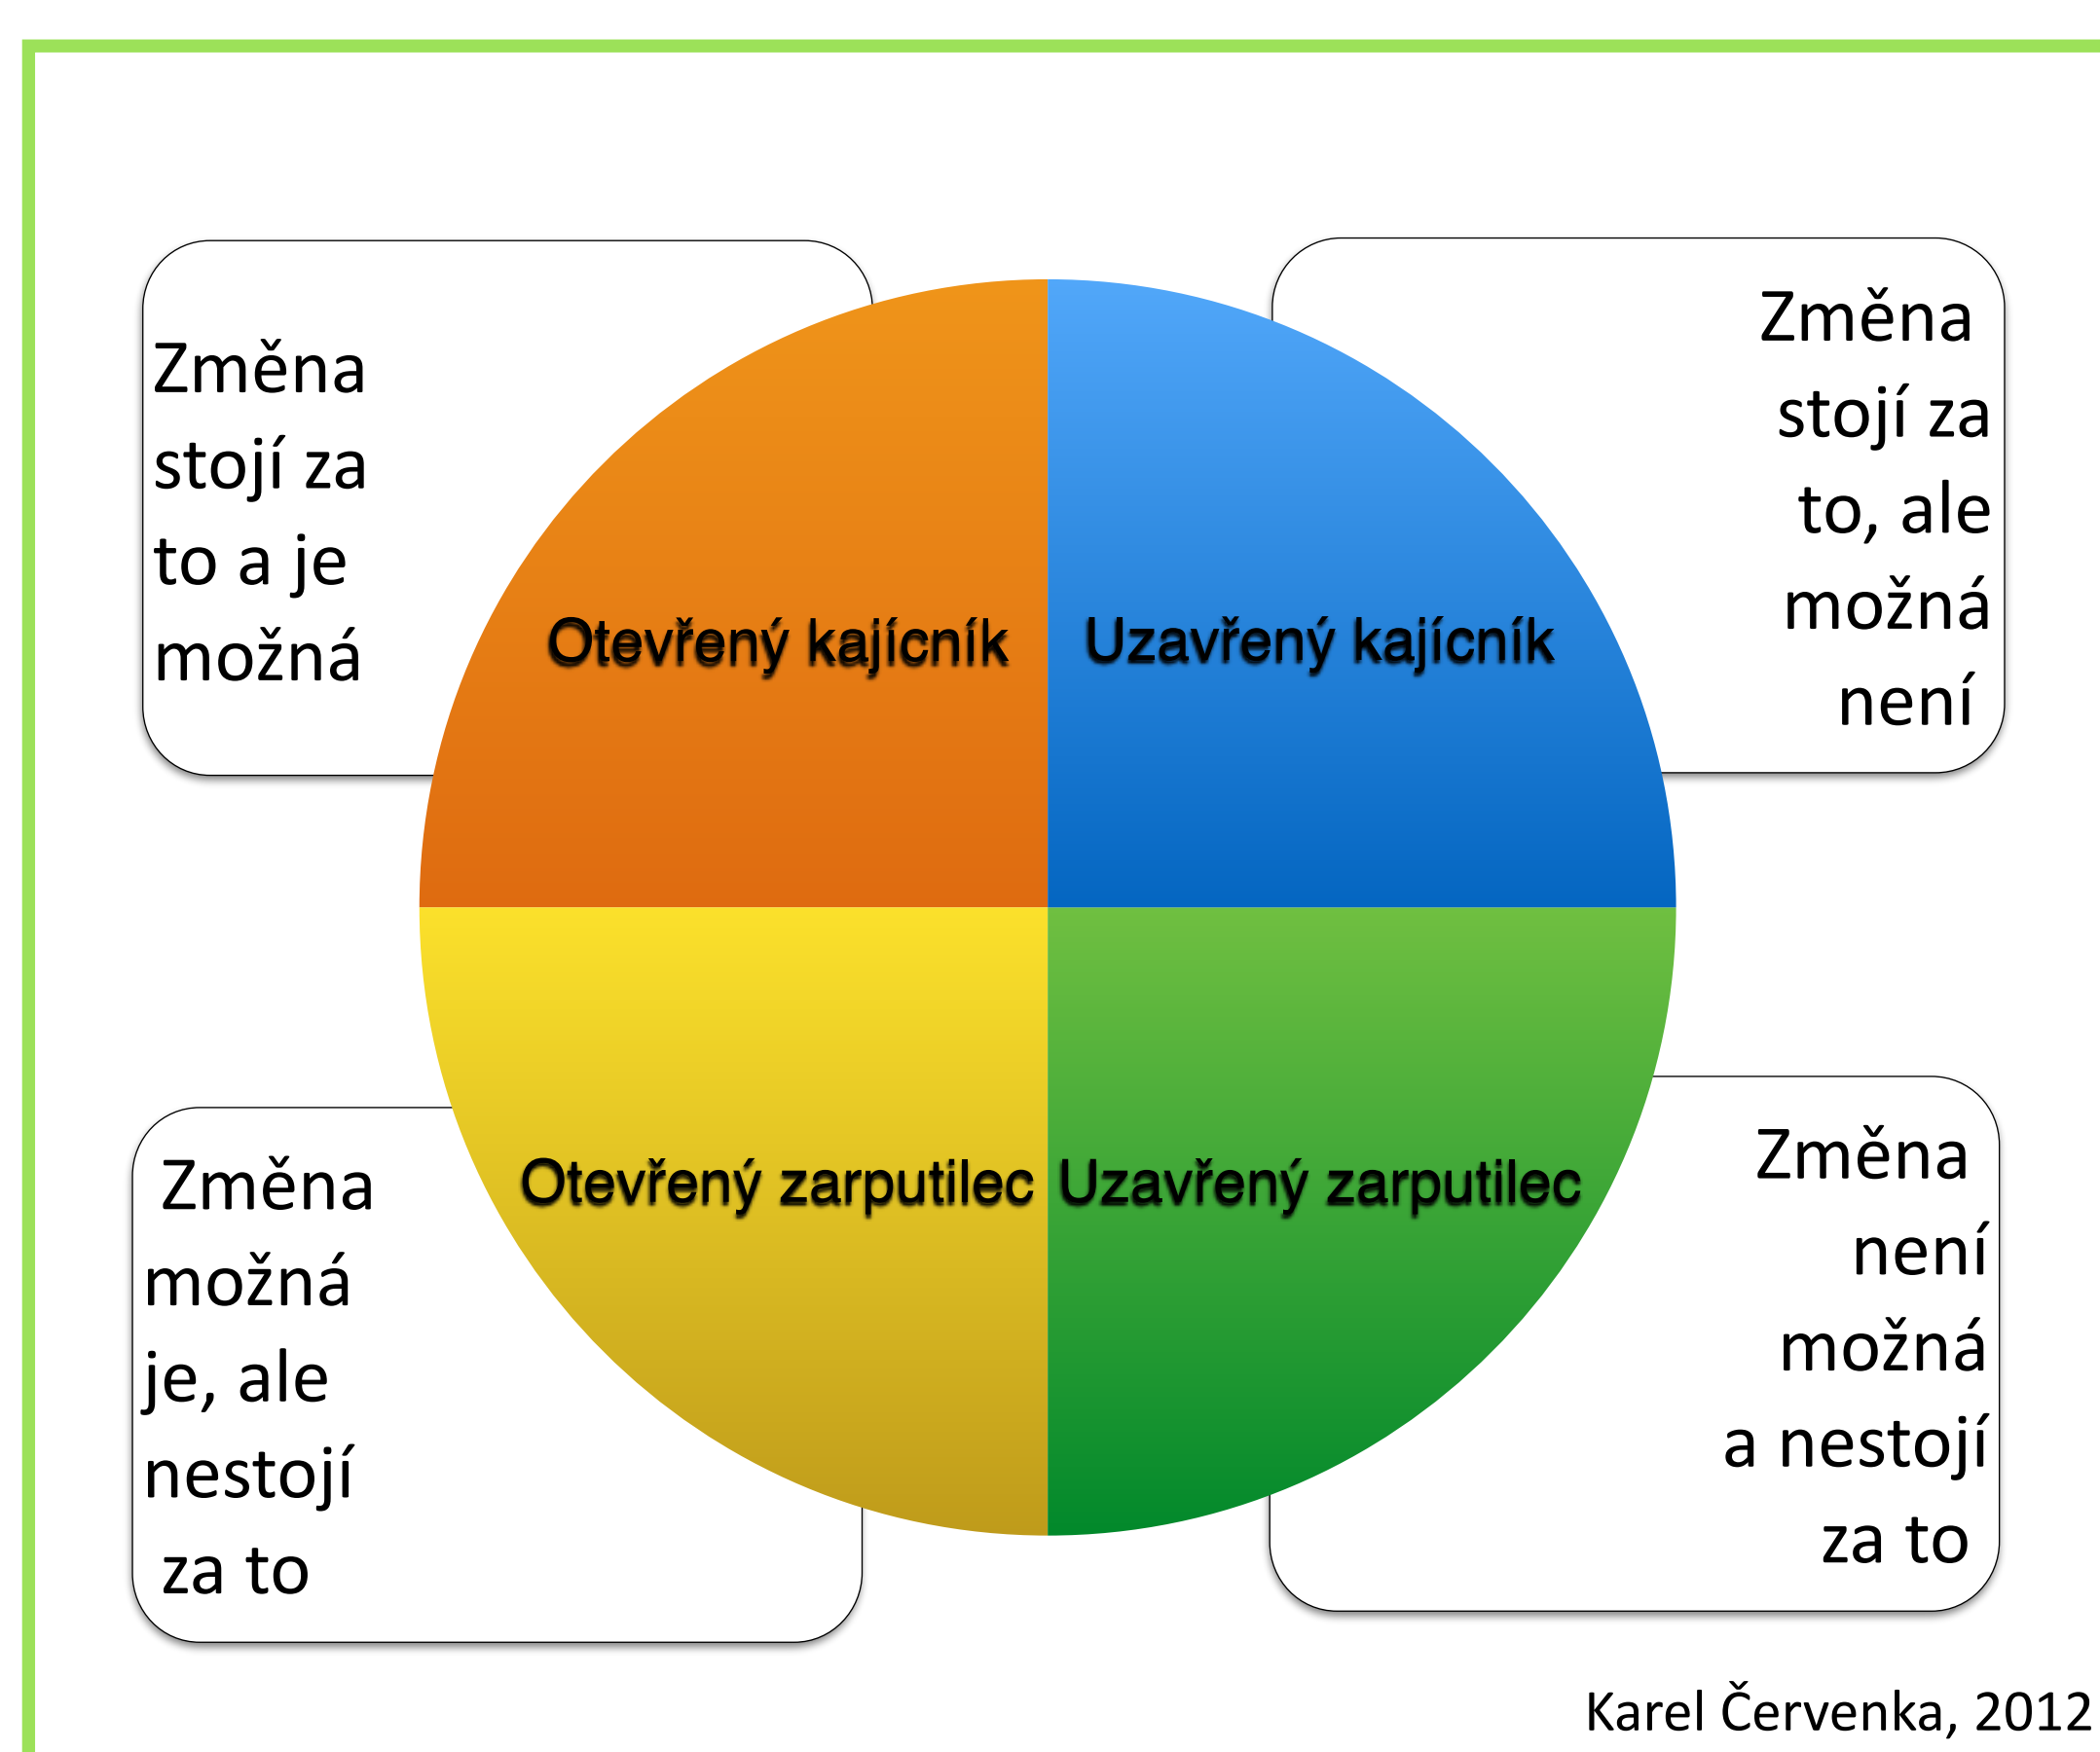 Změna
stojí za
to a je
možná
Změna
stojí za
to, ale
možná
není
Otevřený kajícník
Uzavřený kajícník
Otevřený zarputilec
Uzavřený zarputilec
Změna
možná
je, ale
nestojí
za to
Změna
není
možná
a nestojí
za to
Karel Červenka, 2012